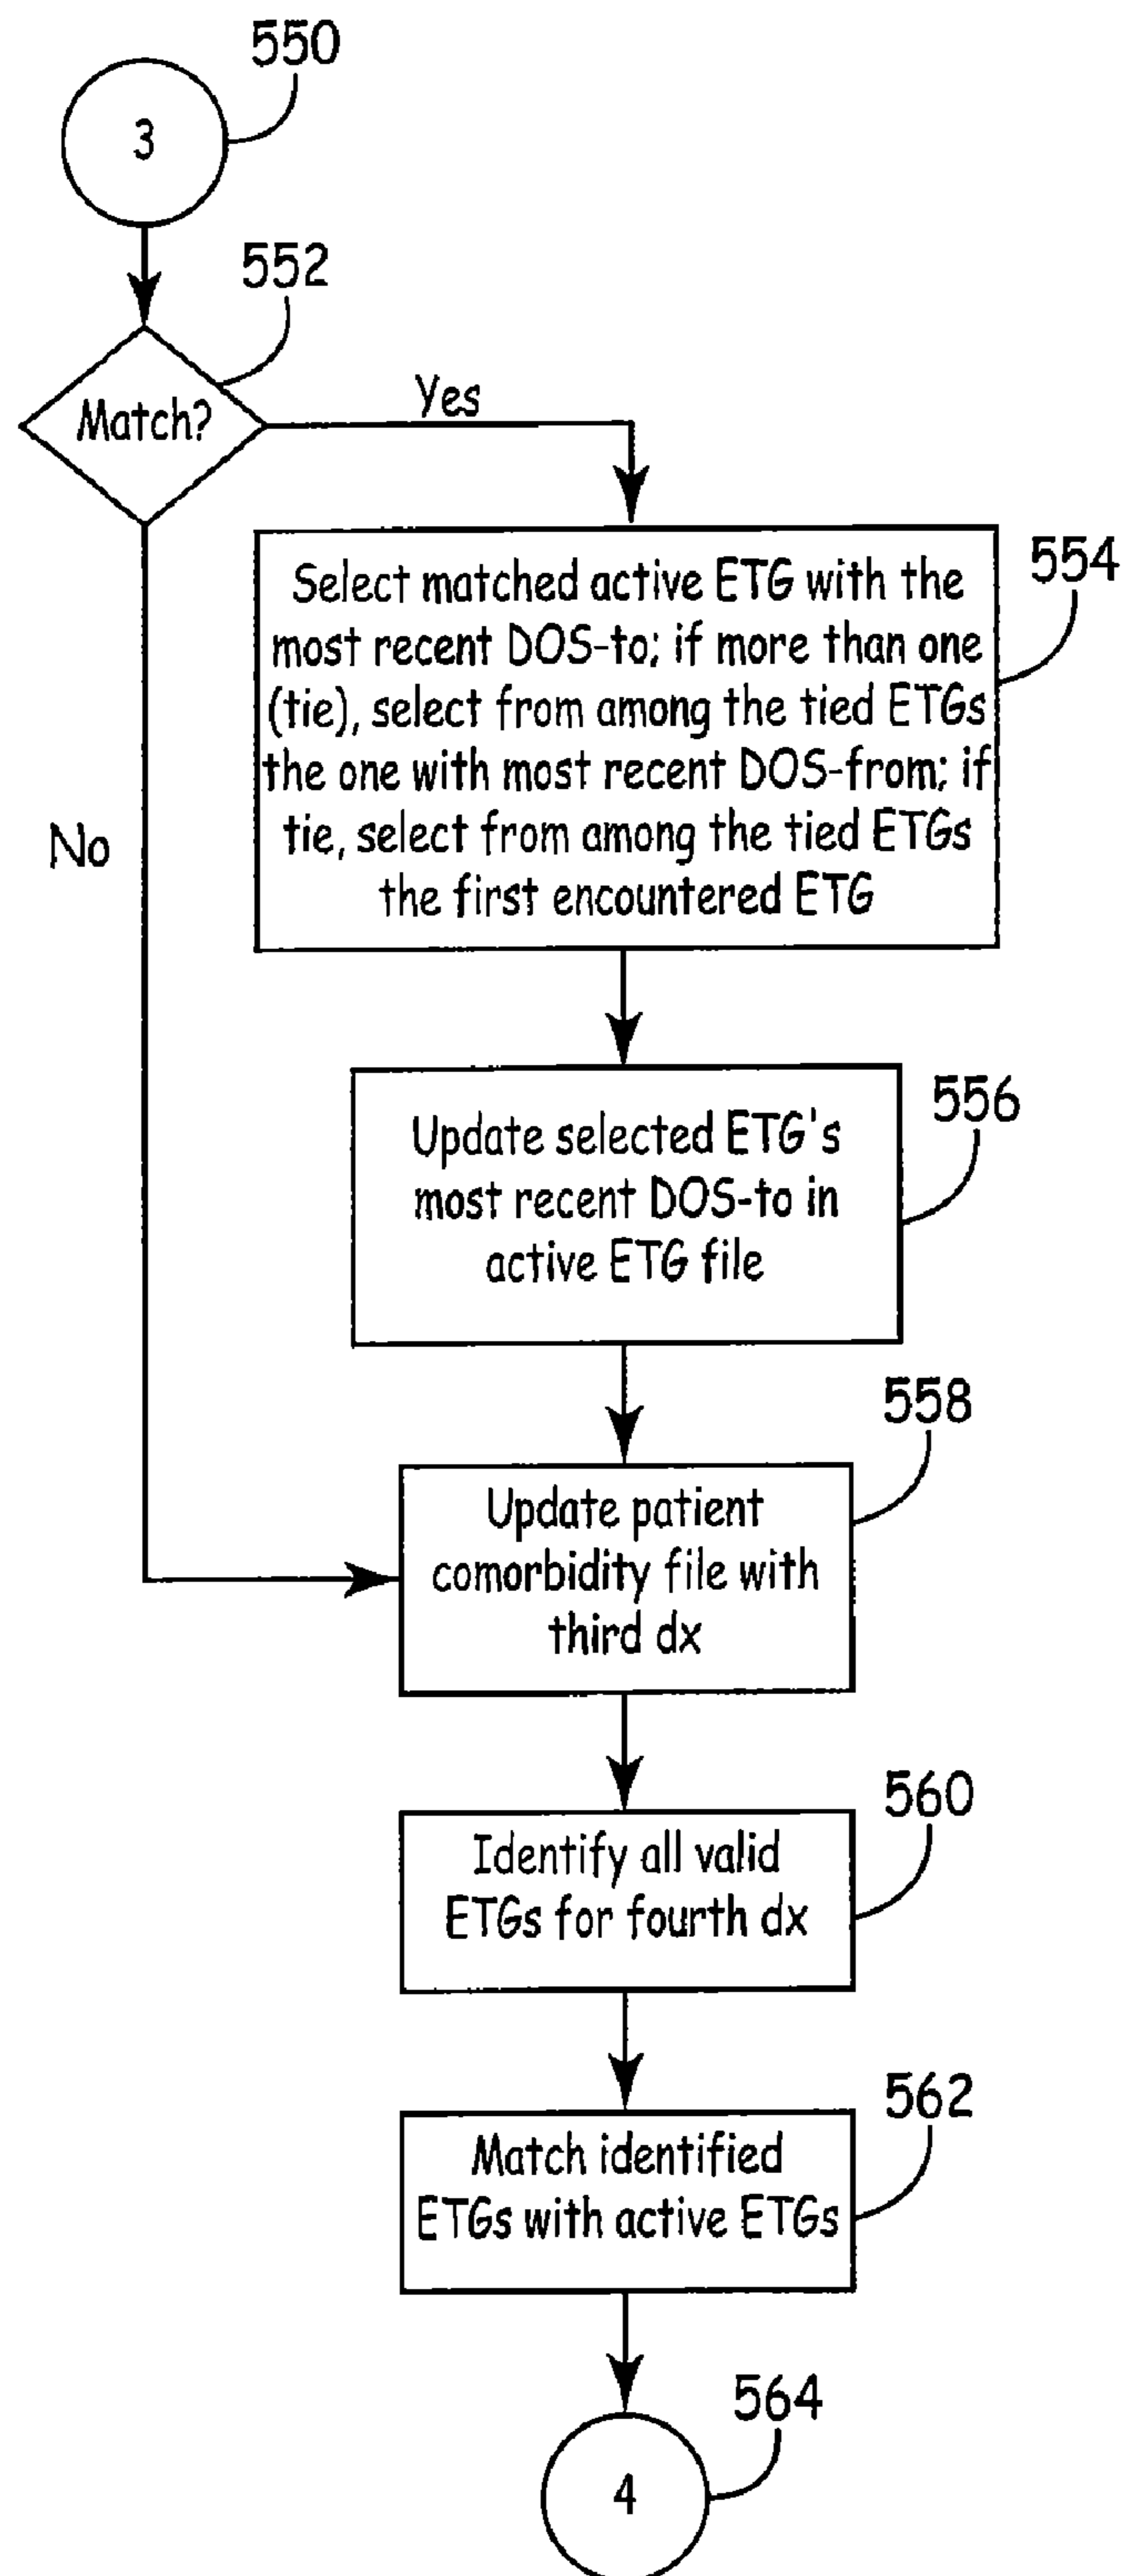 550
3
552
Match?
Yes
554
Select matched active ETG with the
most recent DOS-to; if more than one
(tie), select from among the tied ETGs
the one with most recent DOS-from; if
tie, select from among the tied ETGs
the first encountered ETG
No
556
Update selected ETG's
most recent DOS-to in
active ETG file
558
Update patient
comorbidity file with
third dx
560
Identify all valid
ETGs for fourth dx
562
Match identified
ETGs with active ETGs
564
4